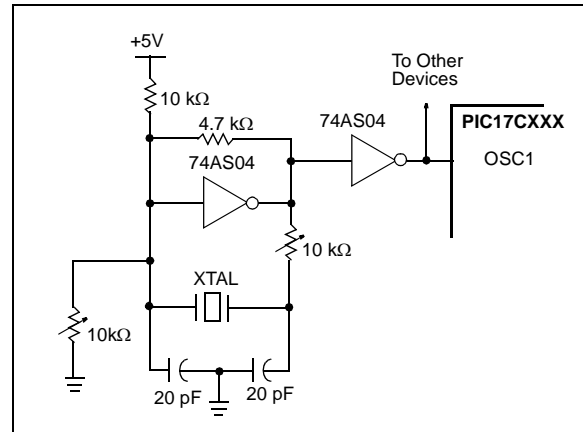 +5V
To Other
Devices
10 kΩ
4.7 kΩ
74AS04
PIC17CXXX
74AS04
OSC1
10 kΩ
XTAL
10kΩ
20 pF
20 pF